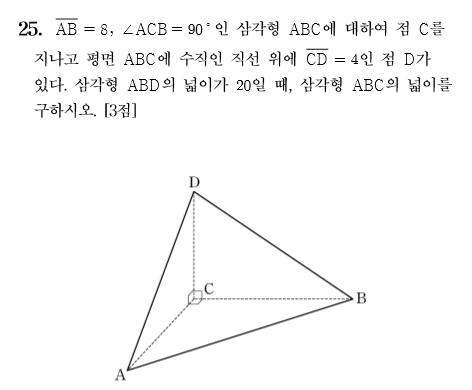 25. AB = 8, ∠ACB = 90°인 삼각형 ABC에 대하여 점 C를
지나고 평면 ABC에 수직인 직선 위에 CD = 4인 점 D가
있다. 삼각형 ABD의 넓이가 20일 때, 삼각형 ABC의 넓이를
구하시오. [3점]
D
C
B
A